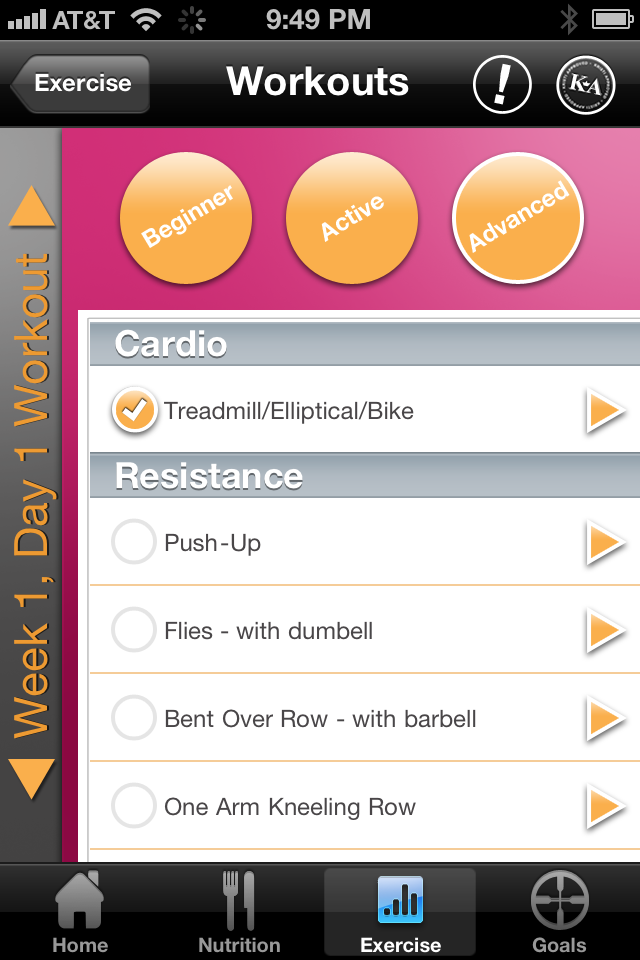 AT&T
9:49 PM
Exercise
Workouts
!
KA
Beginner
Active
Advanced
Week 1, Day 1 Workout
Cardio
Treadmill/Elliptical/Bike
Resistance
Push-Up
Flies - with dumbell
Bent Over Row - with barbell
One Arm Kneeling Row
Home
Nutrition
Exercise
Goals